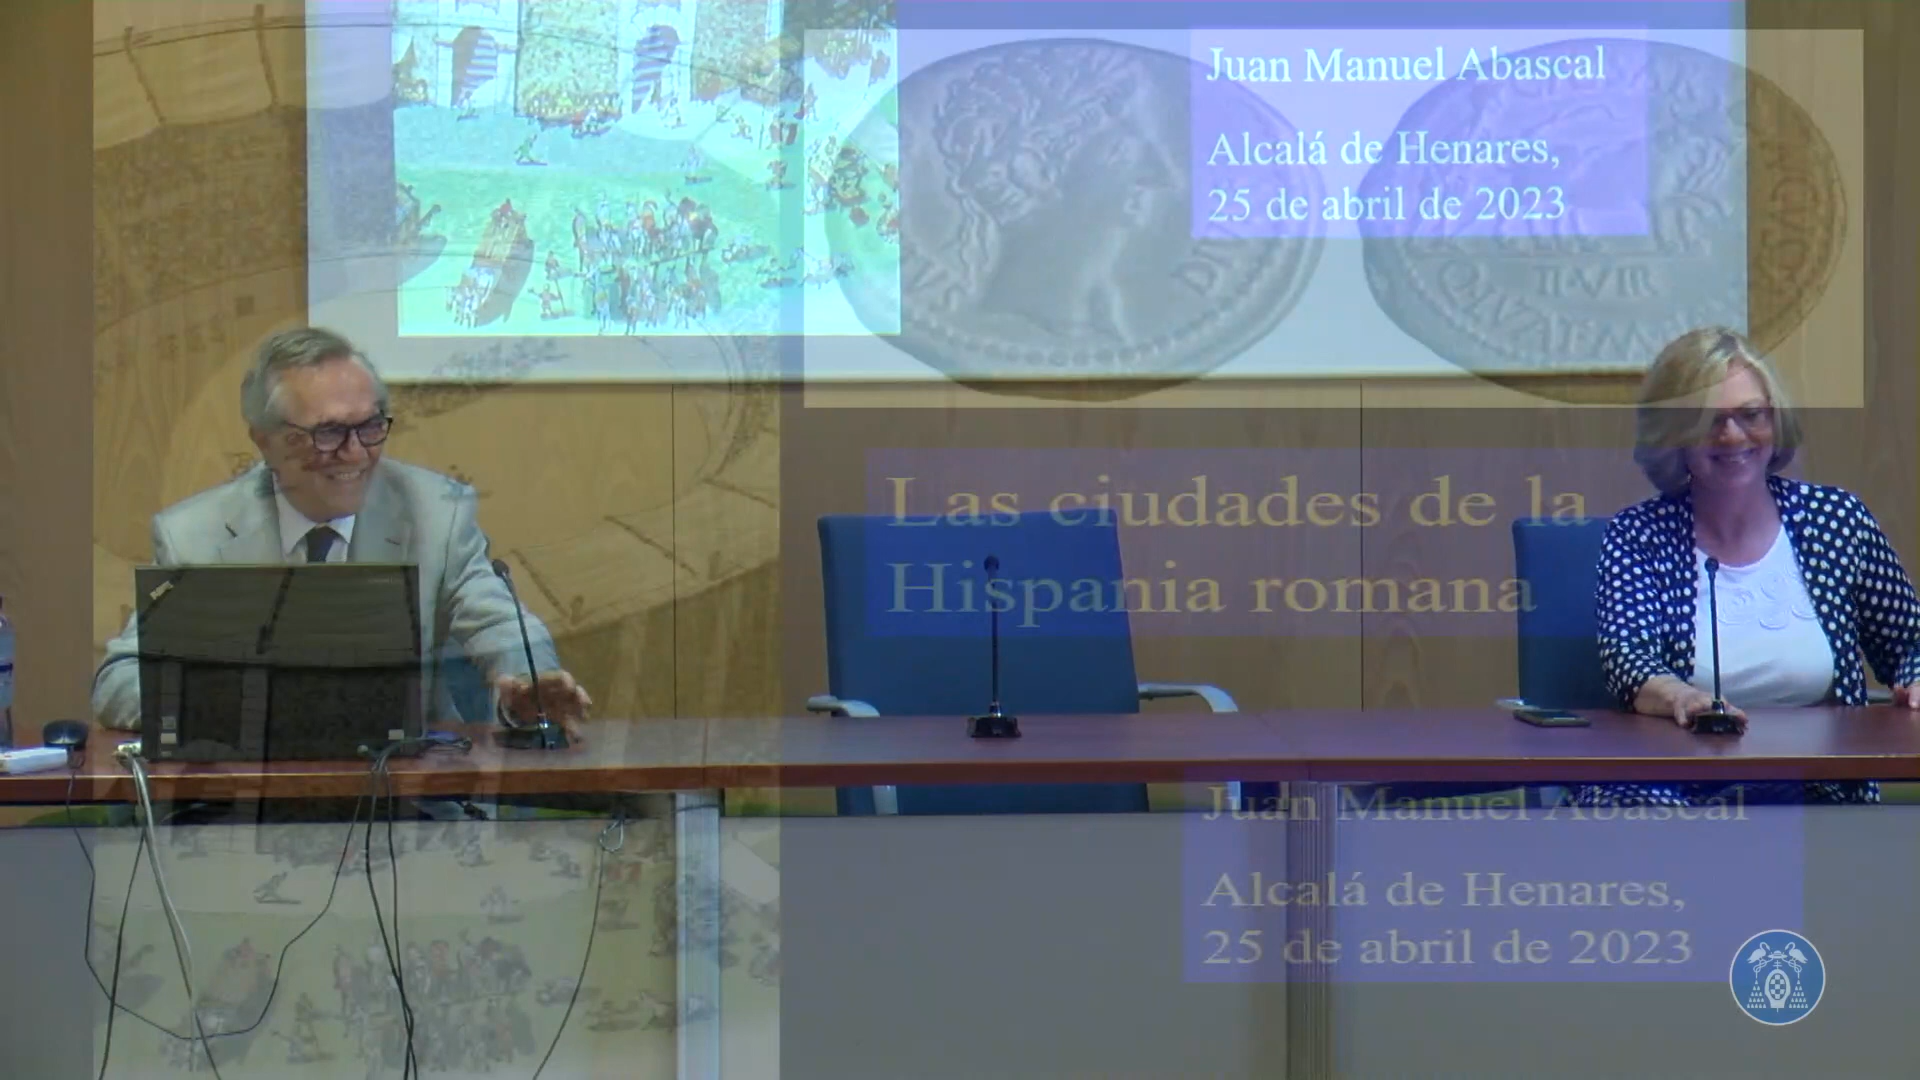 Juan Manuel Abascal
Alcalá de Henares,
25 de abril de 2023
II·VIR
Las ciudades de la
Hispania romana
Juan Manuel Abascal
Alcalá de Henares,
25 de abril de 2023